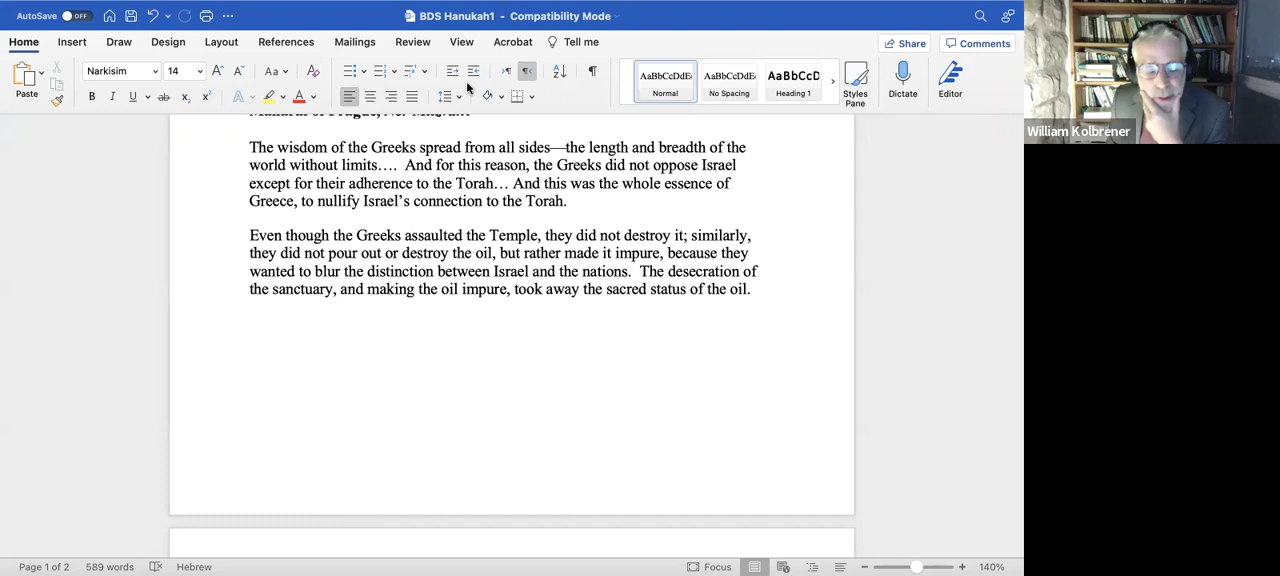 AutoSave OFF
BDS Hanukah1 - Compatibility Mode
Home Insert Draw Design Layout References Mailings Review View Acrobat Tell me
Share Comments
Paste
Narkisim 14
Aa
B I U ab x₂ x² A A
AaBbCcDdE AaBbCcDdE AaBbCcD
Normal No Spacing Heading 1
Styles Pane
Dictate
Editor
William Kolbrener
The wisdom of the Greeks spread from all sides—the length and breadth of the
world without limits…. And for this reason, the Greeks did not oppose Israel
except for their adherence to the Torah… And this was the whole essence of
Greece, to nullify Israel’s connection to the Torah.
Even though the Greeks assaulted the Temple, they did not destroy it; similarly,
they did not pour out or destroy the oil, but rather made it impure, because they
wanted to blur the distinction between Israel and the nations. The desecration of
the sanctuary, and making the oil impure, took away the sacred status of the oil.
Page 1 of 2 589 words Hebrew Focus 140%